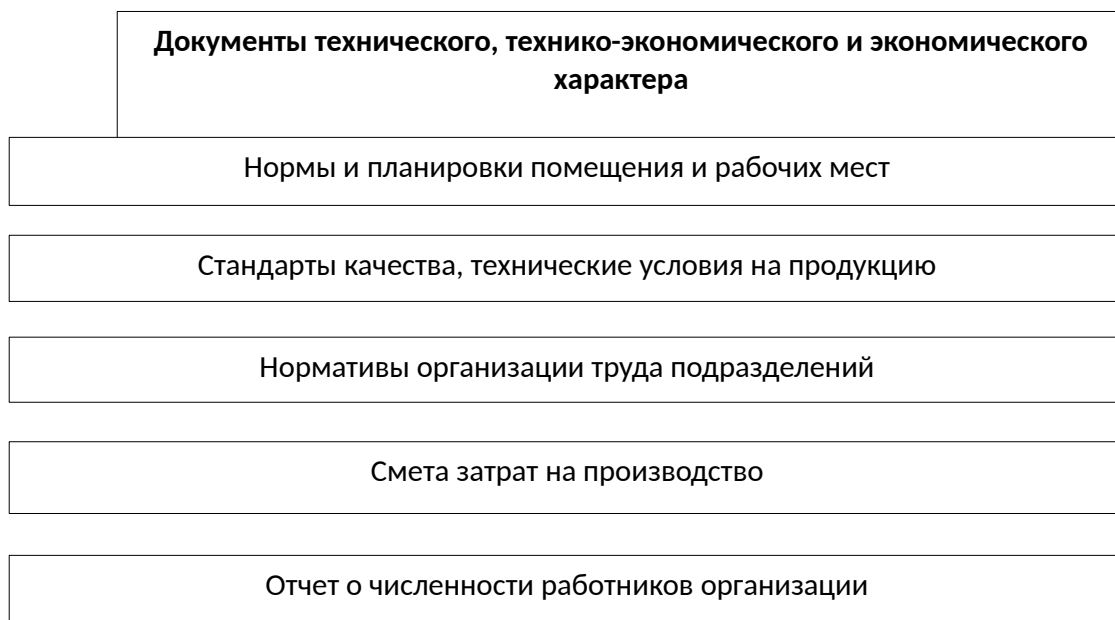 Документы технического, технико-экономического и экономического
характера
Нормы и планировки помещения и рабочих мест
Стандарты качества, технические условия на продукцию
Нормативы организации труда подразделений
Смета затрат на производство
Отчет о численности работников организации